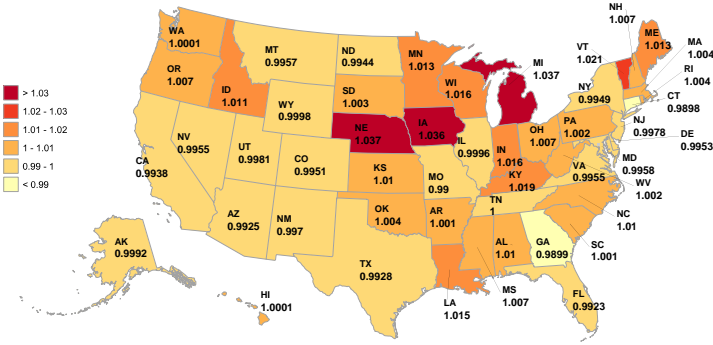 NH
1.007
WA
1.0001
ME
1.013
MA
1.004
VT
1.021
MT
0.9957
ND
0.9944
MN
1.013
MI
1.037
RI
1.004
OR
1.007
ID
1.011
WI
1.016
CT
0.9898
SD
1.003
NY
0.9949
WY
0.9998
NJ
0.9978
> 1.03
1.02 - 1.03
1.01 - 1.02
1 - 1.01
0.99 - 1
< 0.99
NE
1.037
IA
1.036
PA
1.002
OH
1.007
DE
0.9953
NV
0.9955
UT
0.9981
IL
0.9996
IN
1.016
MD
0.9958
CA
0.9938
CO
0.9951
KS
1.01
MO
0.99
KY
1.019
VA
0.9955
WV
1.002
TN
1
NC
1.01
AZ
0.9925
NM
0.997
OK
1.004
AR
1.001
SC
1.001
AK
0.9992
AL
1.01
GA
0.9899
TX
0.9928
MS
1.007
LA
1.015
HI
1.0001
FL
0.9923